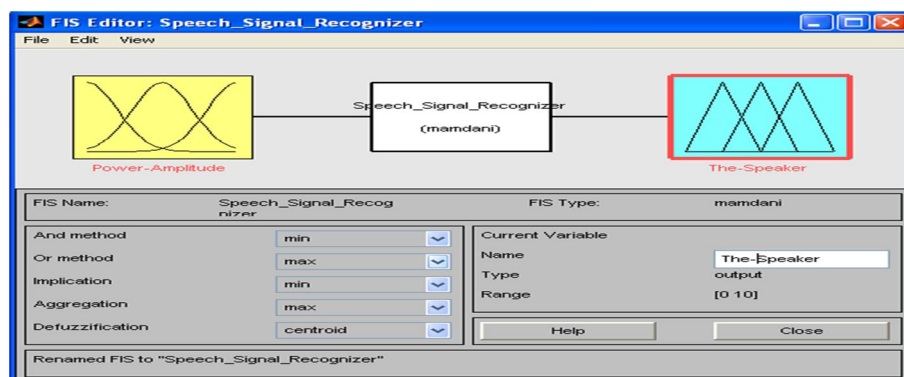 FIS Editor: Speech_Signal_Recognizer
File Edit View
Speech_Signal_Recognizer
(mamdani)
Power-Amplitude
The-Speaker
FIS Name: Speech_Signal_Recog
nizer
FIS Type: mamdani
And method min
Or method max
Implication min
Aggregation max
Defuzzification centroid
Current Variable
Name The-Speaker
Type output
Range [0 10]
Help Close
Renamed FIS to "Speech_Signal_Recognizer"